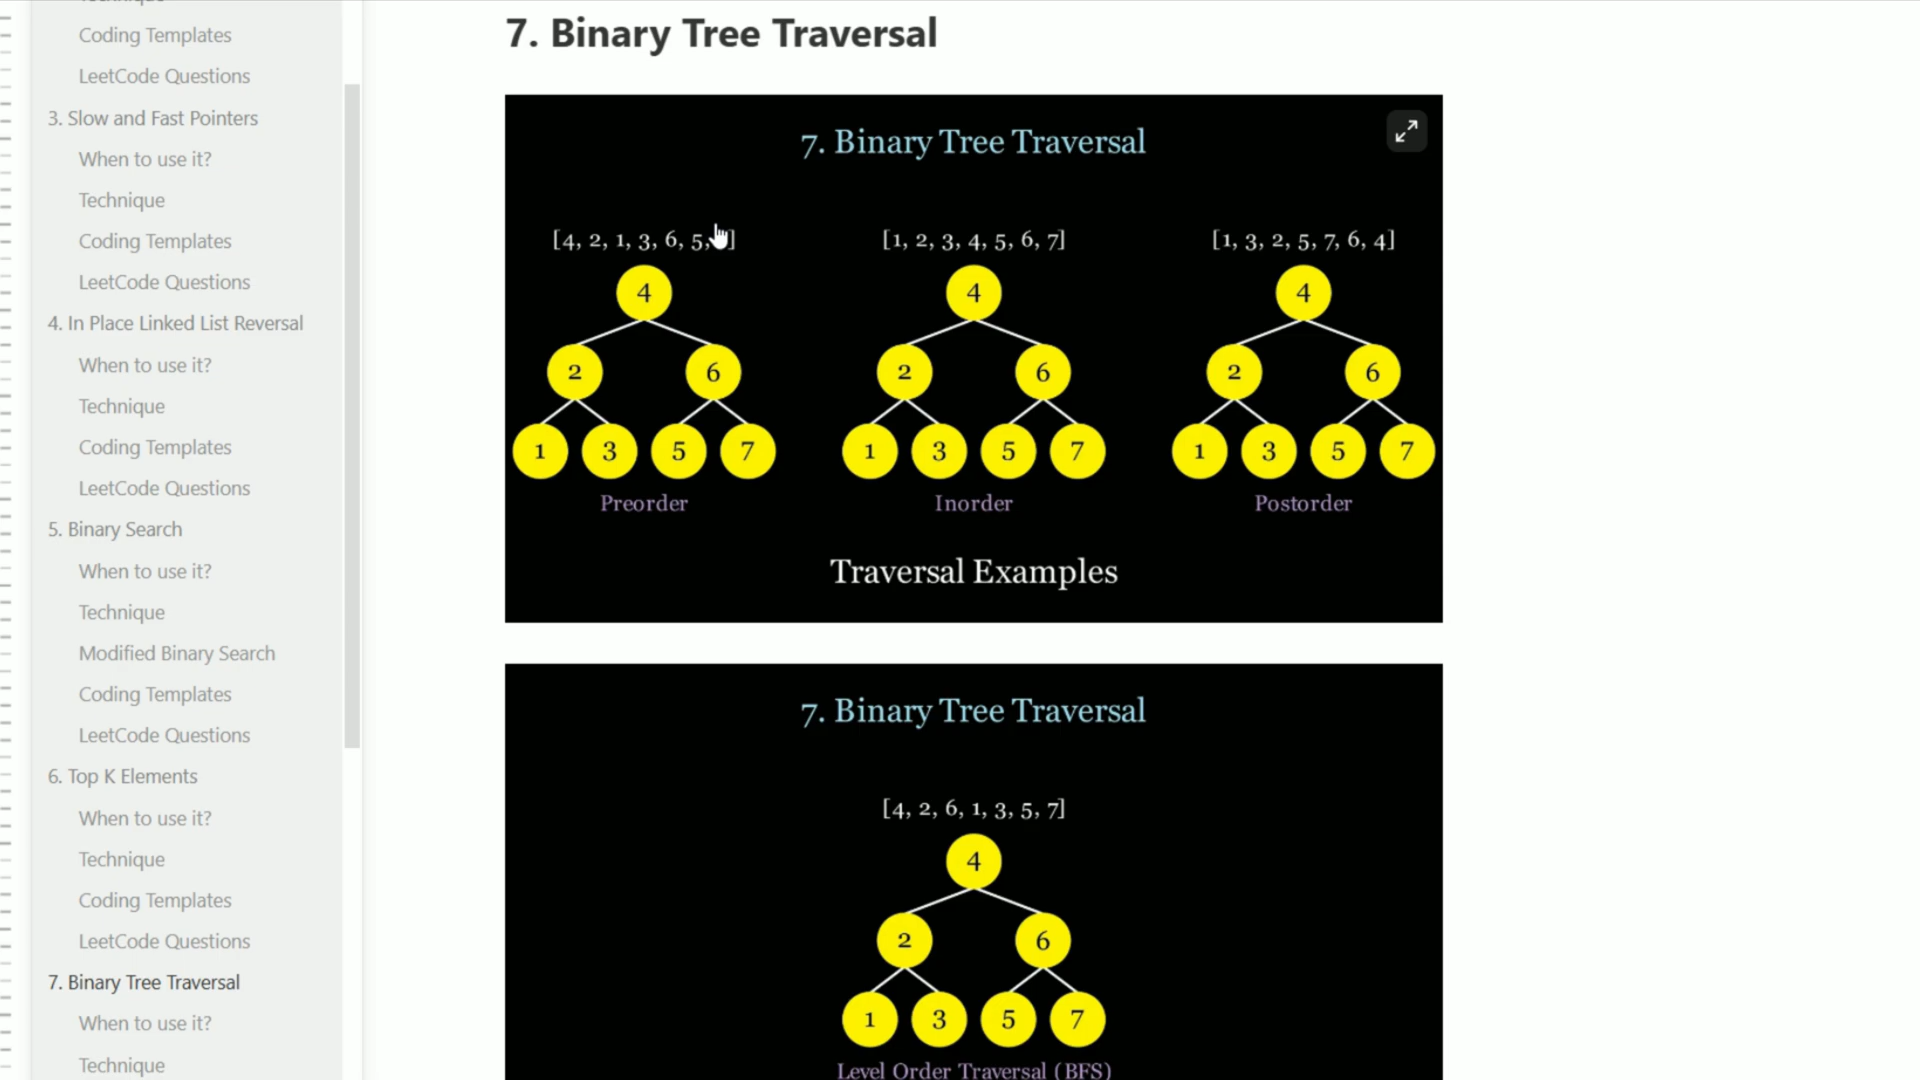 Coding Templates
LeetCode Questions
3. Slow and Fast Pointers
When to use it?
Technique
Coding Templates
LeetCode Questions
4. In Place Linked List Reversal
When to use it?
Technique
Coding Templates
LeetCode Questions
5. Binary Search
When to use it?
Technique
Modified Binary Search
Coding Templates
LeetCode Questions
6. Top K Elements
When to use it?
Technique
Coding Templates
LeetCode Questions
7. Binary Tree Traversal
When to use it?
Technique
7. Binary Tree Traversal
7. Binary Tree Traversal
[4, 2, 1, 3, 6, 5, ]
4
2 6
1 3 5 7
Preorder
[1, 2, 3, 4, 5, 6, 7]
4
2 6
1 3 5 7
Inorder
[1, 3, 2, 5, 7, 6, 4]
4
2 6
1 3 5 7
Postorder
Traversal Examples
7. Binary Tree Traversal
[4, 2, 6, 1, 3, 5, 7]
4
2 6
1 3 5 7
Level Order Traversal (BFS)